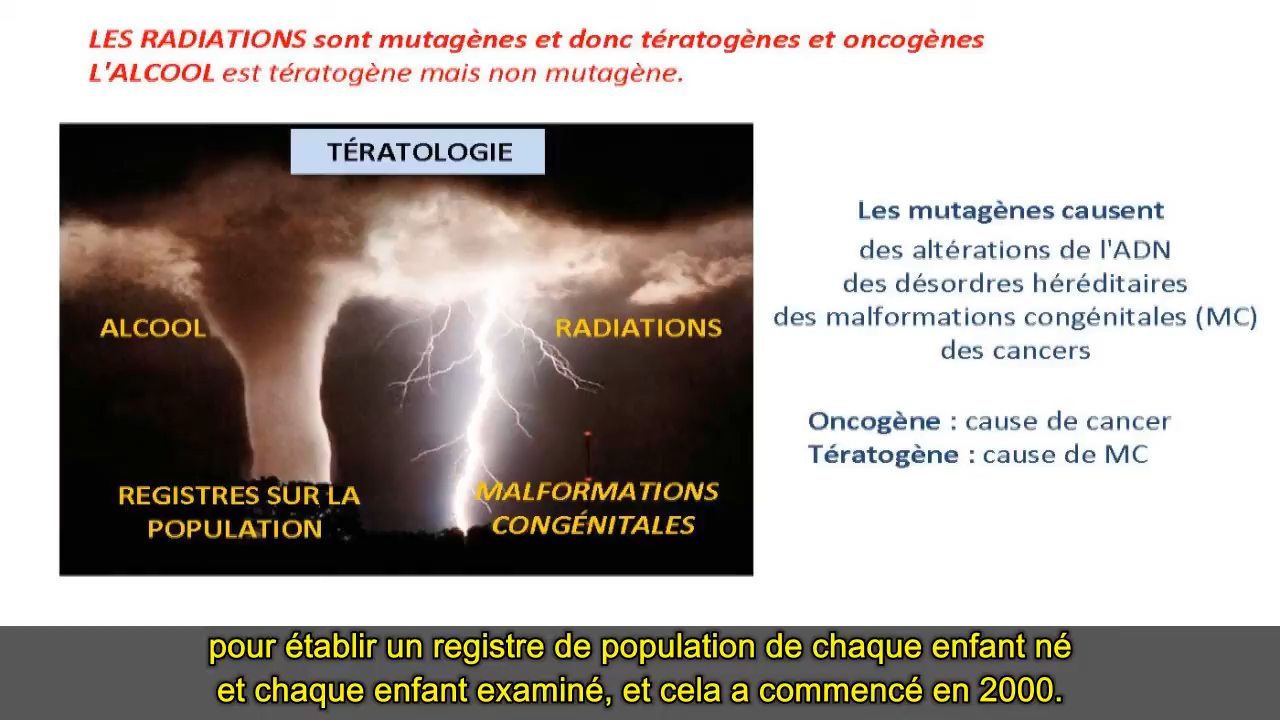 LES RADIATIONS sont mutagènes et donc tératogènes et oncogènes
L'ALCOOL est tératogène mais non mutagène.
TÉRATOLOGIE
ALCOOL
RADIATIONS
REGISTRES SUR LA
POPULATION
MALFORMATIONS
CONGÉNITALES
Les mutagènes causent
des altérations de l'ADN
des désordres héréditaires
des malformations congénitales (MC)
des cancers
Oncogène : cause de cancer
Tératogène : cause de MC
pour établir un registre de population de chaque enfant né
et chaque enfant examiné, et cela a commencé en 2000.